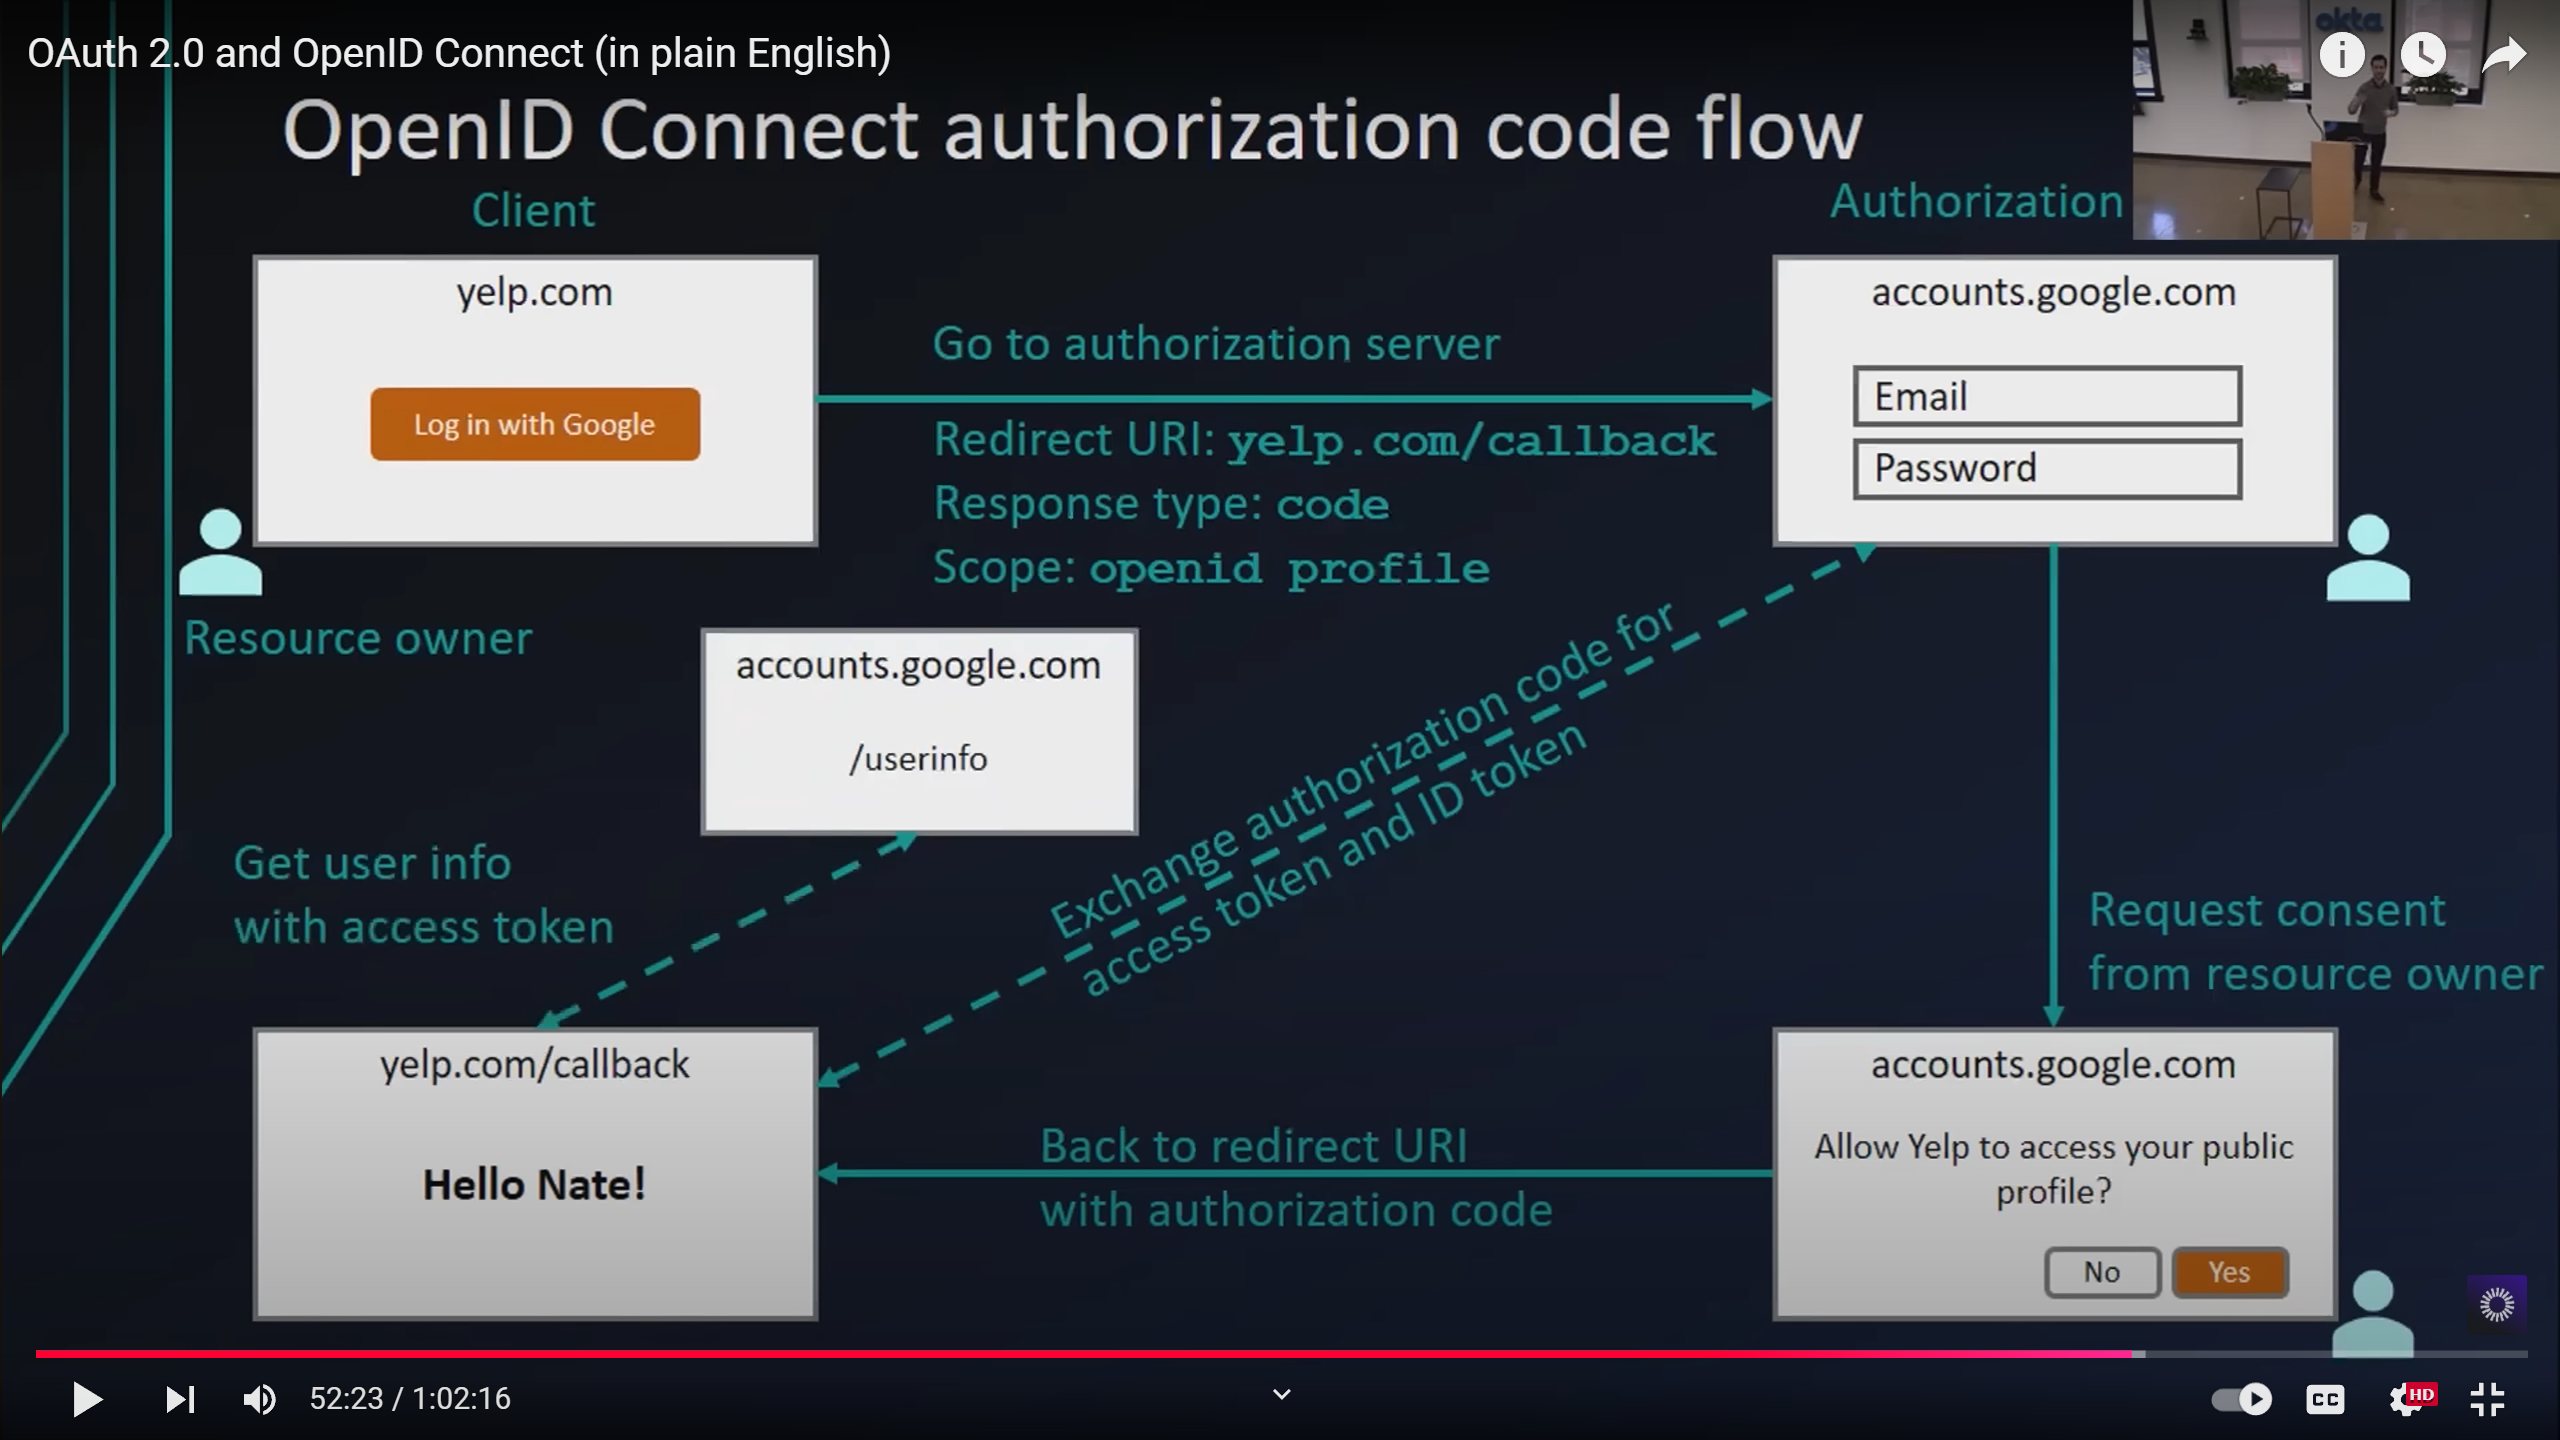 OAuth 2.0 and OpenID Connect (in plain English)
okta
OpenID Connect authorization code flow
Client
Authorization
yelp.com
Log in with Google
Go to authorization server
Redirect URI: yelp.com/callback
Response type: code
Scope: openid profile
accounts.google.com
Email
Password
Resource owner
accounts.google.com
/userinfo
Exchange authorization code for
access token and ID token
Get user info
with access token
Request consent
from resource owner
yelp.com/callback
Hello Nate!
Back to redirect URI
with authorization code
accounts.google.com
Allow Yelp to access your public
profile?
No
Yes
52:23 / 1:02:16
CC
HD